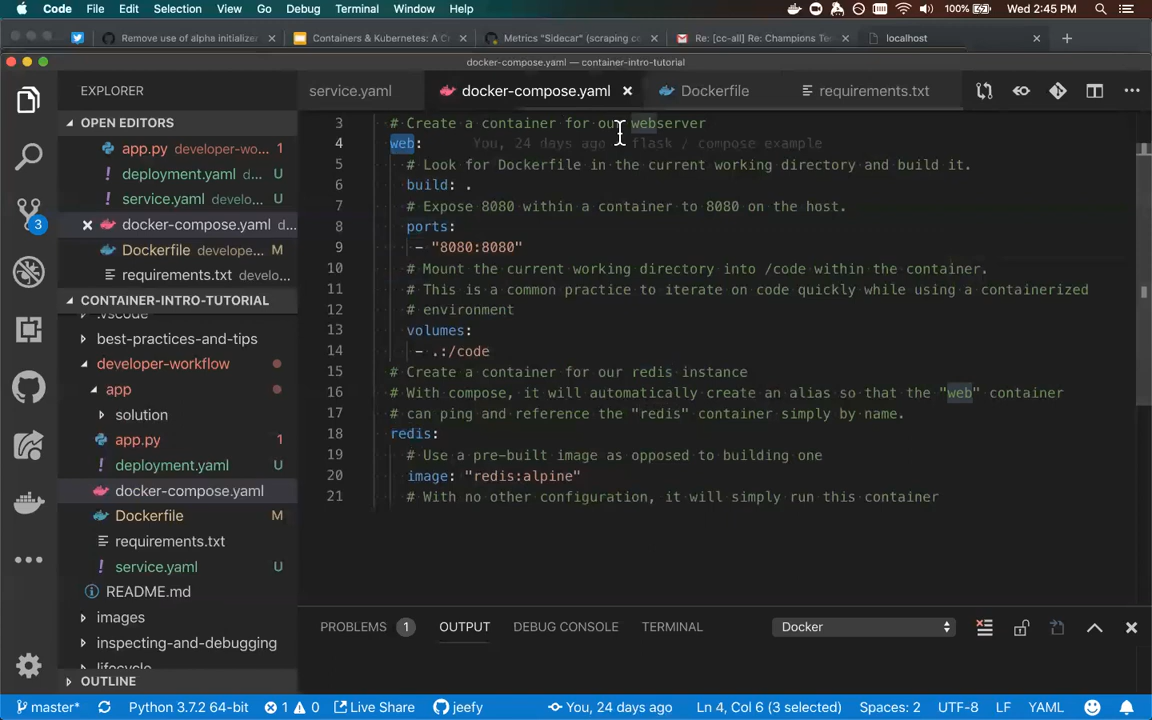 Code File Edit Selection View Go Debug Terminal Window Help 100% Wed 2:45 PM
Remove use of alpha initializer Containers & Kubernetes: A C Metrics "Sidecar" (scraping co Re: [cc-all] Re: Champions Te localhost
docker-compose.yaml — container-intro-tutorial
EXPLORER service.yaml docker-compose.yaml Dockerfile requirements.txt
OPEN EDITORS
app.py develop-wo... 1
deployment.yaml d... U
service.yaml develo... U
docker-compose.yaml d...
Dockerfile develope... M
requirements.txt develo...
CONTAINER-INTRO-TUTORIAL
.vscode
best-practices-and-tips
developer-workflow
app
solution
app.py 1
deployment.yaml U
docker-compose.yaml
Dockerfile M
requirements.txt
service.yaml U
README.md
images
inspecting-and-debugging
lifecycle
OUTLINE
3 # Create a container for our webserver
4 web: You, 24 days ago flask / compose example
5 # Look for Dockerfile in the current working directory and build it.
6 build: .
7 # Expose 8080 within a container to 8080 on the host.
8 ports:
9 - "8080:8080"
10 # Mount the current working directory into /code within the container.
11 # This is a common practice to iterate on code quickly while using a containerized
12 # environment
13 volumes:
14 - .:/code
15 # Create a container for our redis instance
16 # With compose, it will automatically create an alias so that the "web" container
17 # can ping and reference the "redis" container simply by name.
18 redis:
19 # Use a pre-built image as opposed to building one
20 image: "redis:alpine"
21 # With no other configuration, it will simply run this container
3
PROBLEMS 1 OUTPUT DEBUG CONSOLE TERMINAL Docker
master* Python 3.7.2 64-bit 1 0 Live Share jeefy You, 24 days ago Ln 4, Col 6 (3 selected) Spaces: 2 UTF-8 LF YAML